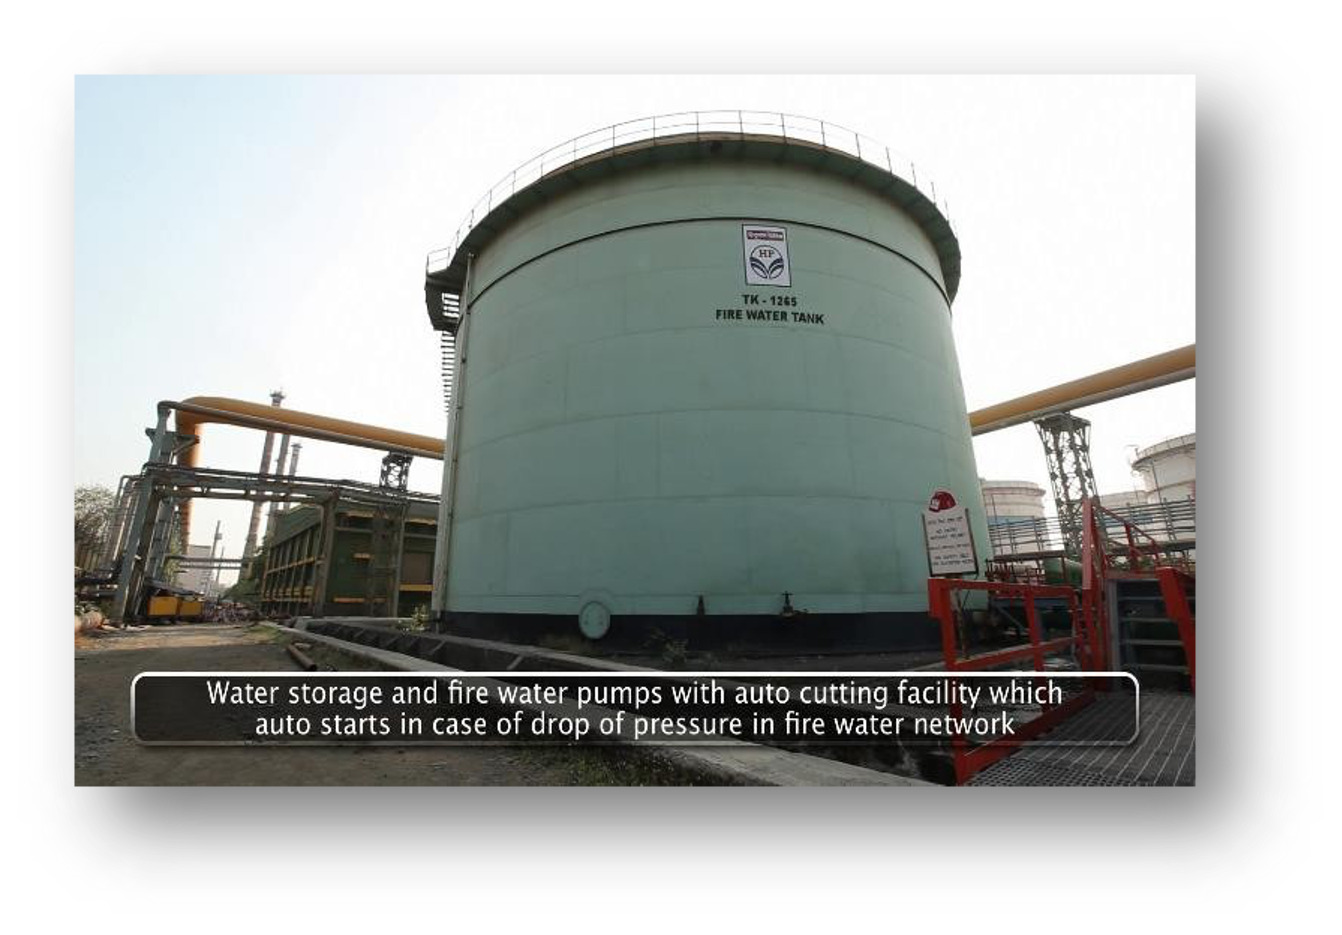 HP
TK - 1265
FIRE WATER TANK
Water storage and fire water pumps with auto cutting facility which
auto starts in case of drop of pressure in fire water network